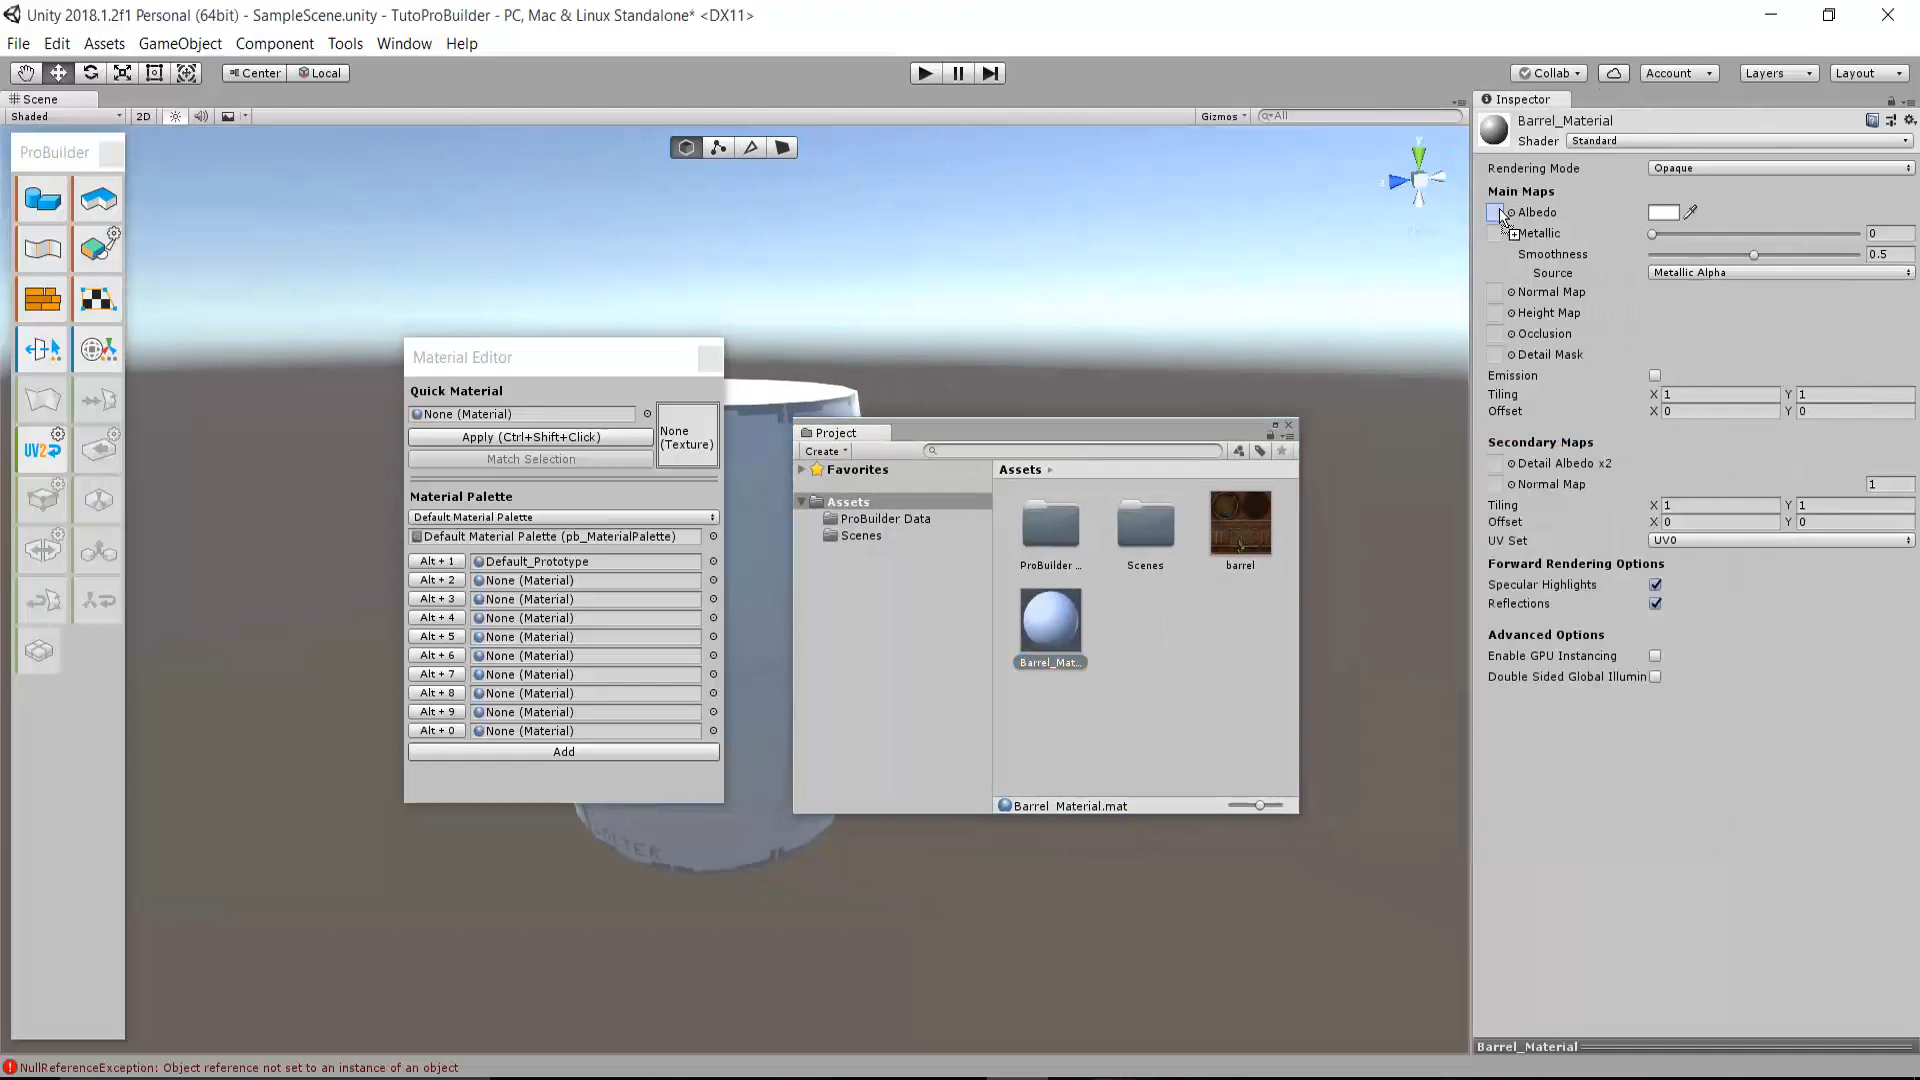 Unity 2018.1.2f1 Personal (64bit) - SampleScene.unity - TutoProBuilder - PC, Mac & Linux Standalone* <DX11>
File Edit Assets GameObject Component Tools Window Help
Center Local
Collab Account Layers Layout
Scene
Shaded 2D Gizmos All
ProBuilder
UV2
Material Editor
Quick Material
None (Material)
Apply (Ctrl+Shift+Click)
Match Selection
None
(Texture)
Material Palette
Default Material Palette
Default Material Palette (pb_MaterialPalette)
Alt + 1 Default_Prototype
Alt + 2 None (Material)
Alt + 3 None (Material)
Alt + 4 None (Material)
Alt + 5 None (Material)
Alt + 6 None (Material)
Alt + 7 None (Material)
Alt + 8 None (Material)
Alt + 9 None (Material)
Alt + 0 None (Material)
Add
Project
Create
Favorites
Assets
ProBuilder Data
Scenes
Assets
ProBuilder ... Scenes barrel
Barrel_Mat...
Barrel_Material.mat
Inspector
Barrel_Material
Shader Standard
Rendering Mode Opaque
Main Maps
Albedo
Metallic 0
Smoothness 0.5
Source Metallic Alpha
Normal Map
Height Map
Occlusion
Detail Mask
Emission
Tiling X 1 Y 1
Offset X 0 Y 0
Secondary Maps
Detail Albedo x2
Normal Map 1
Tiling X 1 Y 1
Offset X 0 Y 0
UV Set UV0
Forward Rendering Options
Specular Highlights
Reflections
Advanced Options
Enable GPU Instancing
Double Sided Global Illumin
Barrel_Material
NullReferenceException: Object reference not set to an instance of an object